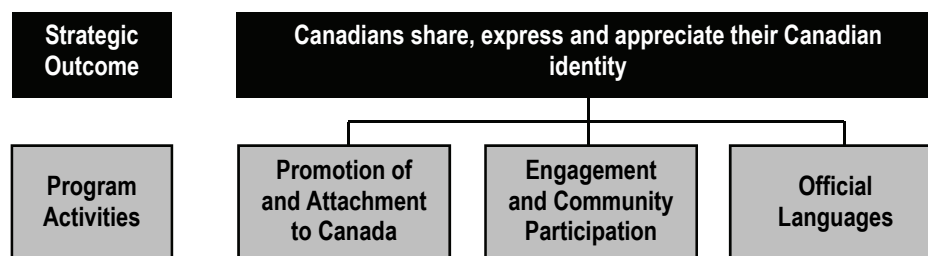 Strategic
Outcome
Canadians share, express and appreciate their Canadian
identity
Program
Activities
Promotion of
and Attachment
to Canada
Engagement
and Community
Participation
Official
Languages